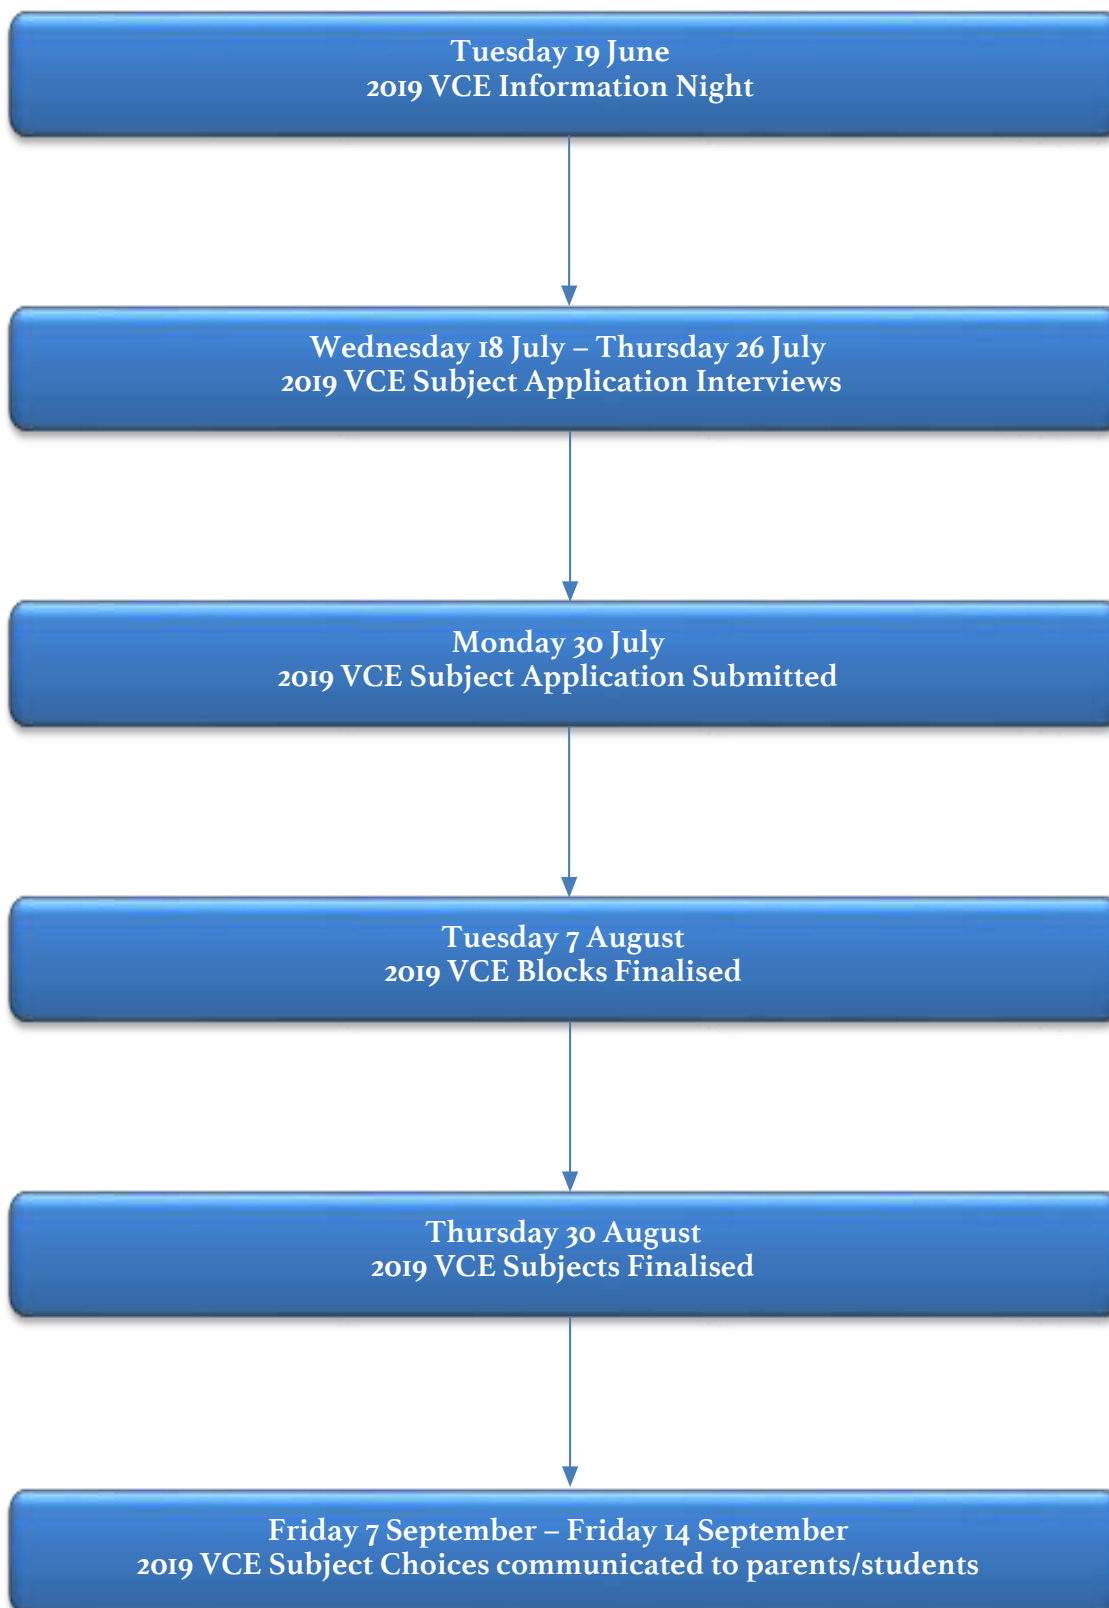 Tuesday 19 June
2019 VCE Information Night
Wednesday 18 July – Thursday 26 July
2019 VCE Subject Application Interviews
Monday 30 July
2019 VCE Subject Application Submitted
Tuesday 7 August
2019 VCE Blocks Finalised
Thursday 30 August
2019 VCE Subjects Finalised
Friday 7 September – Friday 14 September
2019 VCE Subject Choices communicated to parents/students